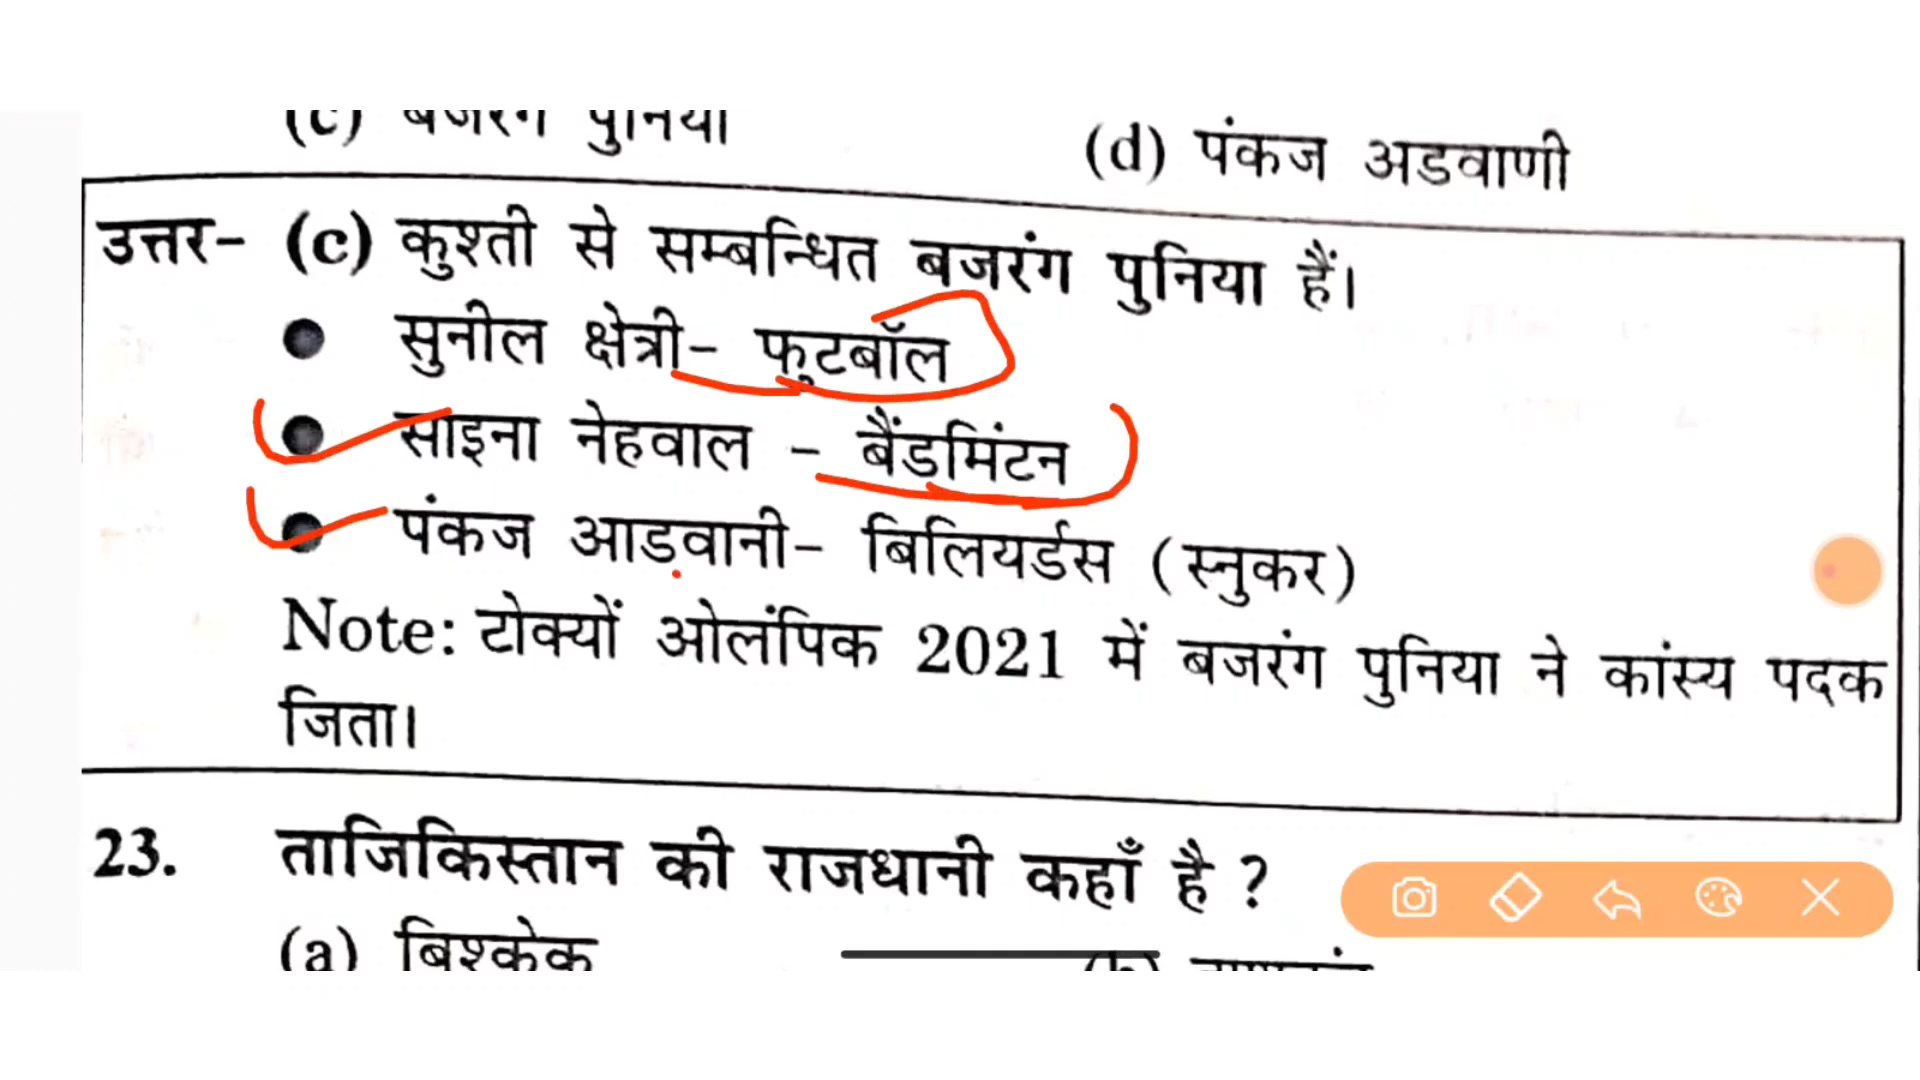 (c) बजरंग पुनिया
(d) पंकज अडवाणी
उत्तर- (c) कुश्ती से सम्बन्धित बजरंग पुनिया हैं।
● सुनील क्षेत्री- फुटबॉल
● साइना नेहवाल - बैंडमिंटन
● पंकज आडवानी- बिलियर्डस (स्नुकर)
Note: टोक्यों ओलंपिक 2021 में बजरंग पुनिया ने कांस्य पदक
जिता।
23. ताजिकिस्तान की राजधानी कहाँ है ?
(a) बिश्केक
(b)